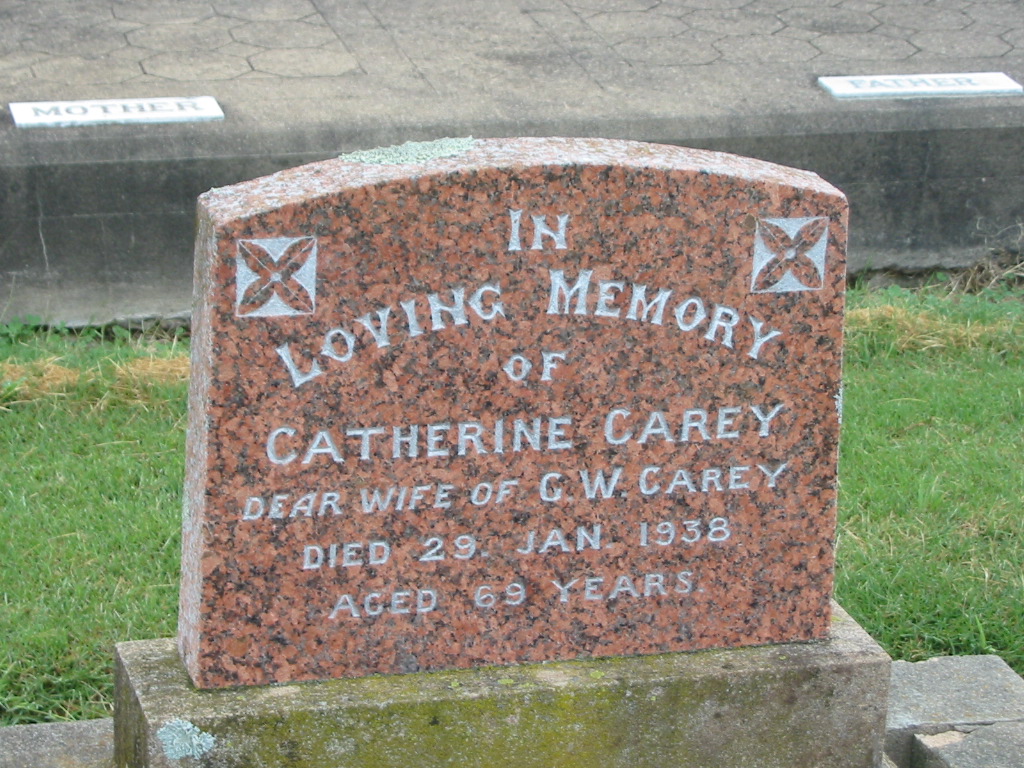 MOTHER
FATHER
IN
LOVING MEMORY
OF
CATHERINE CAREY
DEAR WIFE OF G.W. CAREY
DIED 29. JAN. 1938
AGED 69 YEARS.